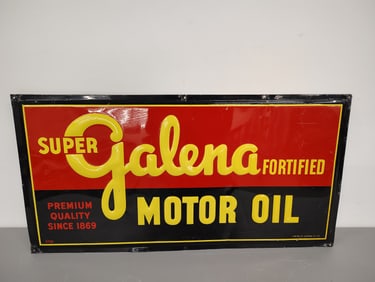 SUPER Galena FORTIFIED
PREMIUM
QUALITY
SINCE 1869
MOTOR OIL